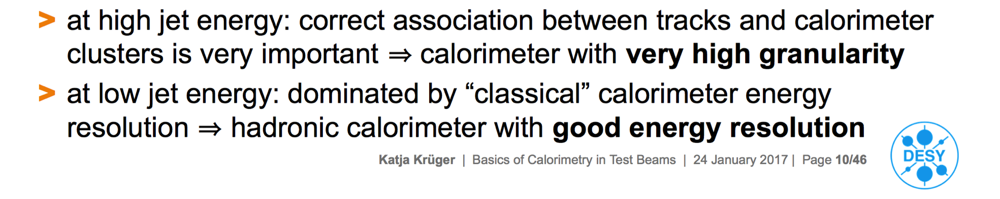 > at high jet energy: correct association between tracks and calorimeter
clusters is very important ⇒ calorimeter with very high granularity
> at low jet energy: dominated by “classical” calorimeter energy
resolution ⇒ hadronic calorimeter with good energy resolution
Katja Krüger | Basics of Calorimetry in Test Beams | 24 January 2017 | Page 10/46
DESY